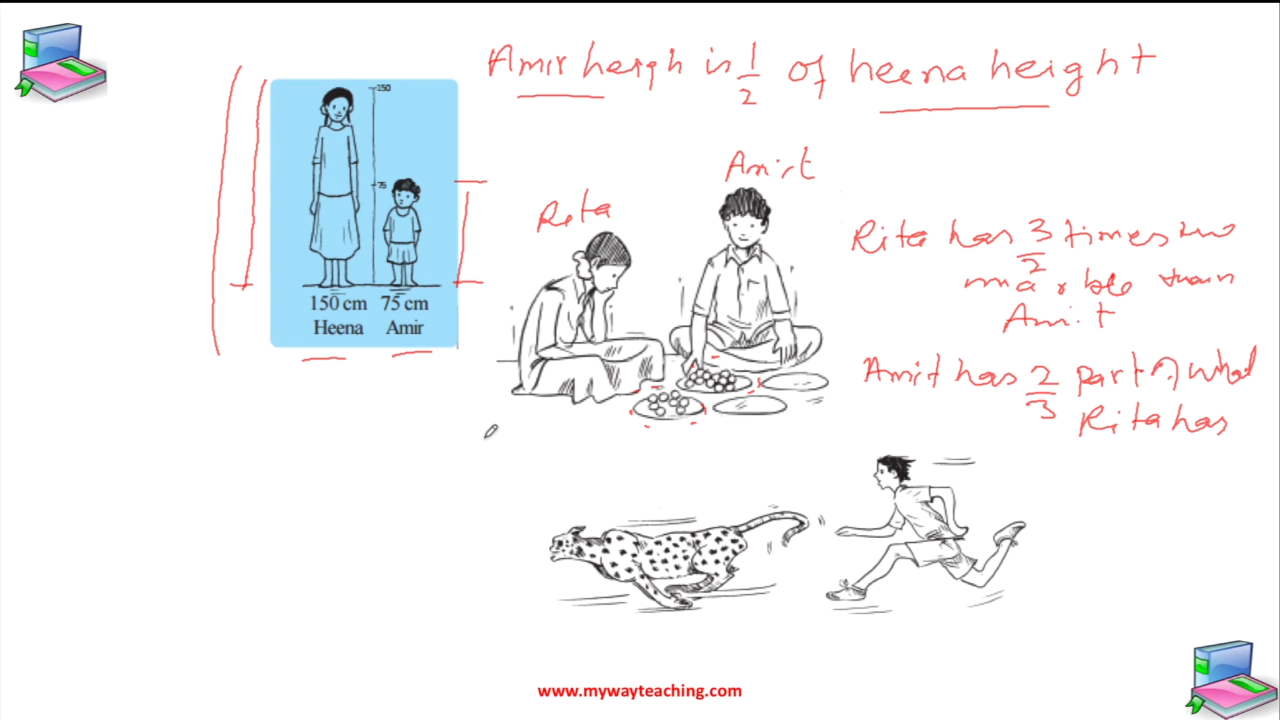 Amir heigh is 1/2 of heena height
150
75
150 cm 75 cm
Heena Amir
Rita
Amit
Rita has 3/2 times
marble than
Amit
Amit has 2/3 part of what
Rita has
www.mywayteaching.com